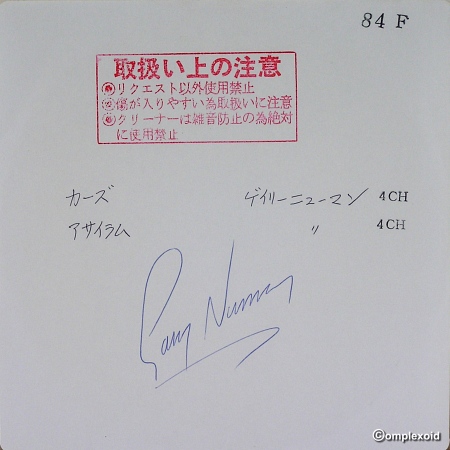 84 F
取扱い上の注意
◉リクエスト以外使用禁止
◉傷が入りやすい為取扱いに注意
◉クリーナーは雑音防止の為絶対
に使用禁止
カーズ ゲイリーニューマン 4CH
アサイラム 〃 4CH
Gary Numan
©omplexoid